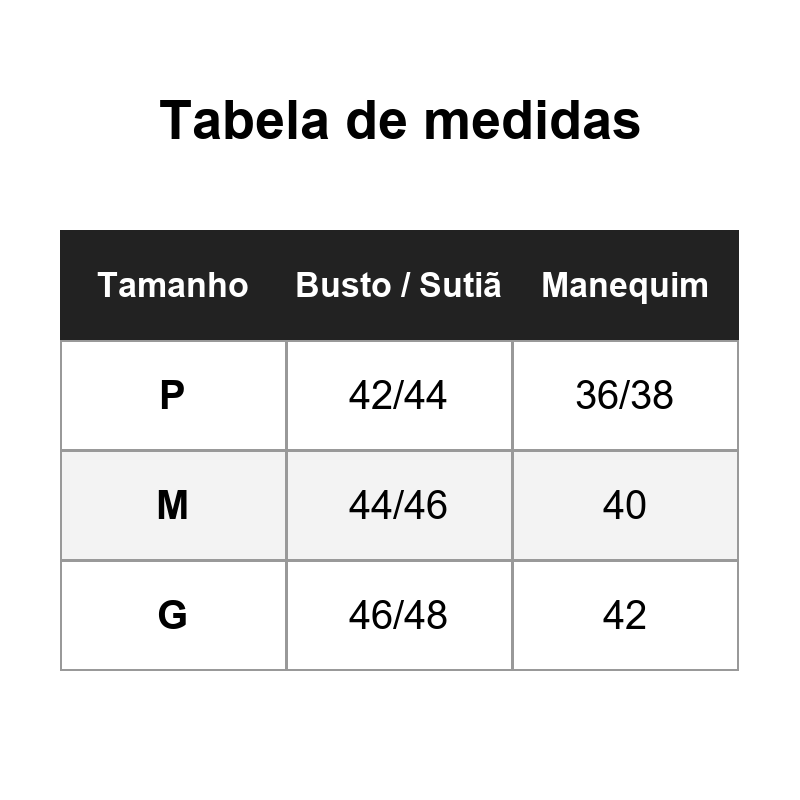 Tabela de medidas
Tamanho Busto / Sutiã Manequim
P 42/44 36/38
M 44/46 40
G 46/48 42